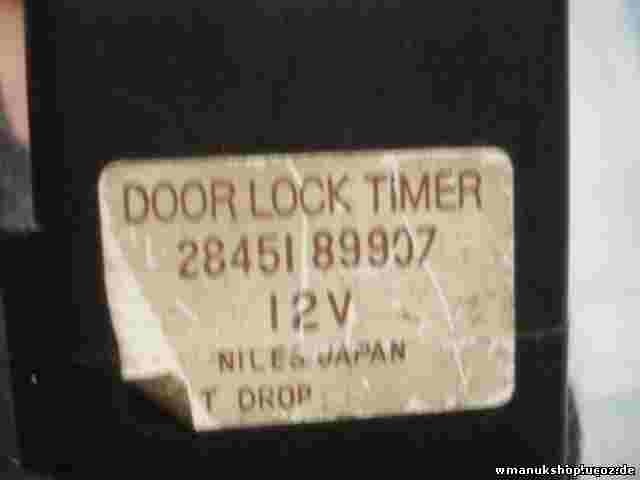 DOOR LOCK TIMER
28451 89907
12V
NILES JAPAN
T DROP
wmanukshop.ucoz.de